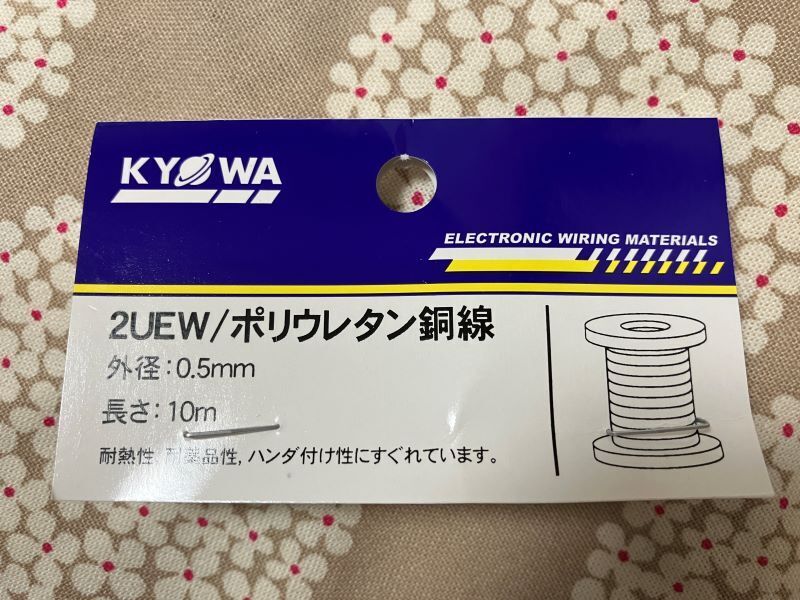 KYOWA
ELECTRONIC WIRING MATERIALS
2UEW/ポリウレタン銅線
外径:0.5mm
長さ:10m
耐熱性,耐薬品性,ハンダ付け性にすぐれています。